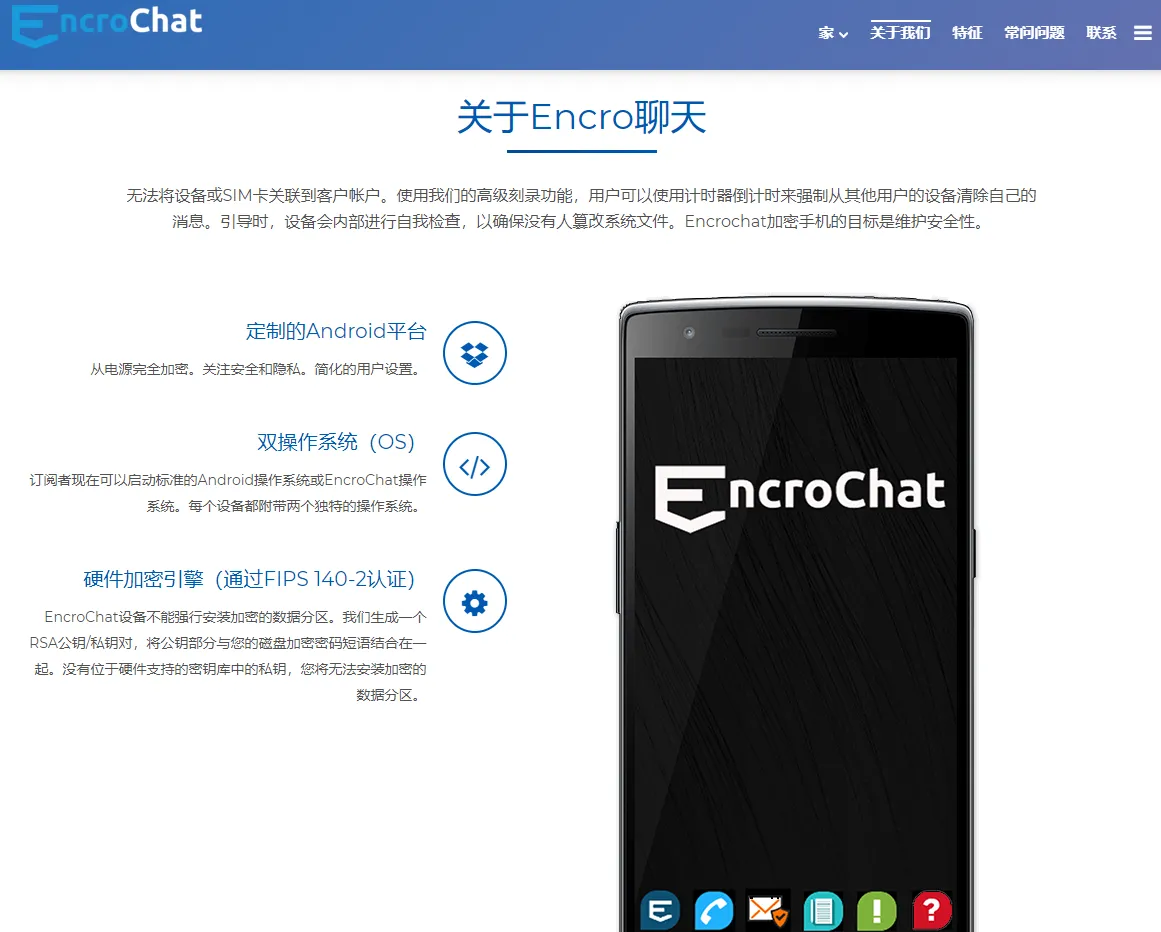 EncroChat
家 关于我们 特征 常问问题 联系
关于Encro聊天
无法将设备或SIM卡关联到客户帐户。使用我们的高级刻录功能，用户可以使用计时器倒计时来强制从其他用户的设备清除自己的
消息。引导时，设备会内部进行自我检查，以确保没有人篡改系统文件。Encrochat加密手机的目标是维护安全性。
定制的Android平台
从电源完全加密。关注安全和隐私。简化的用户设置。
双操作系统（OS）
订阅者现在可以启动标准的Android操作系统或EncroChat操作
系统。每个设备都附带两个独特的操作系统。
硬件加密引擎（通过FIPS 140-2认证）
EncroChat设备不能强行安装加密的数据分区。我们生成一个
RSA公钥/私钥对，将公钥部分与您的磁盘加密密码短语结合在一
起。没有位于硬件支持的密钥库中的私钥，您将无法安装加密的
数据分区。
EncroChat